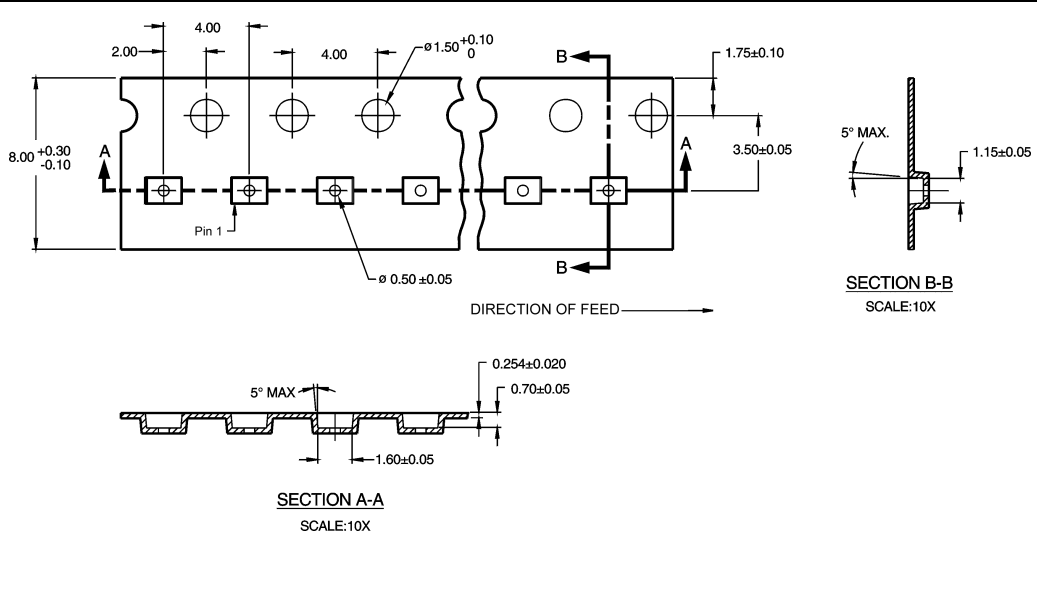 4.00
2.00
4.00
ø1.50 +0.10
0
B
1.75±0.10
8.00 +0.30
-0.10
A
A
3.50±0.05
5° MAX.
1.15±0.05
Pin 1
B
ø 0.50 ±0.05
SECTION B-B
SCALE:10X
DIRECTION OF FEED
0.254±0.020
5° MAX
0.70±0.05
1.60±0.05
SECTION A-A
SCALE:10X